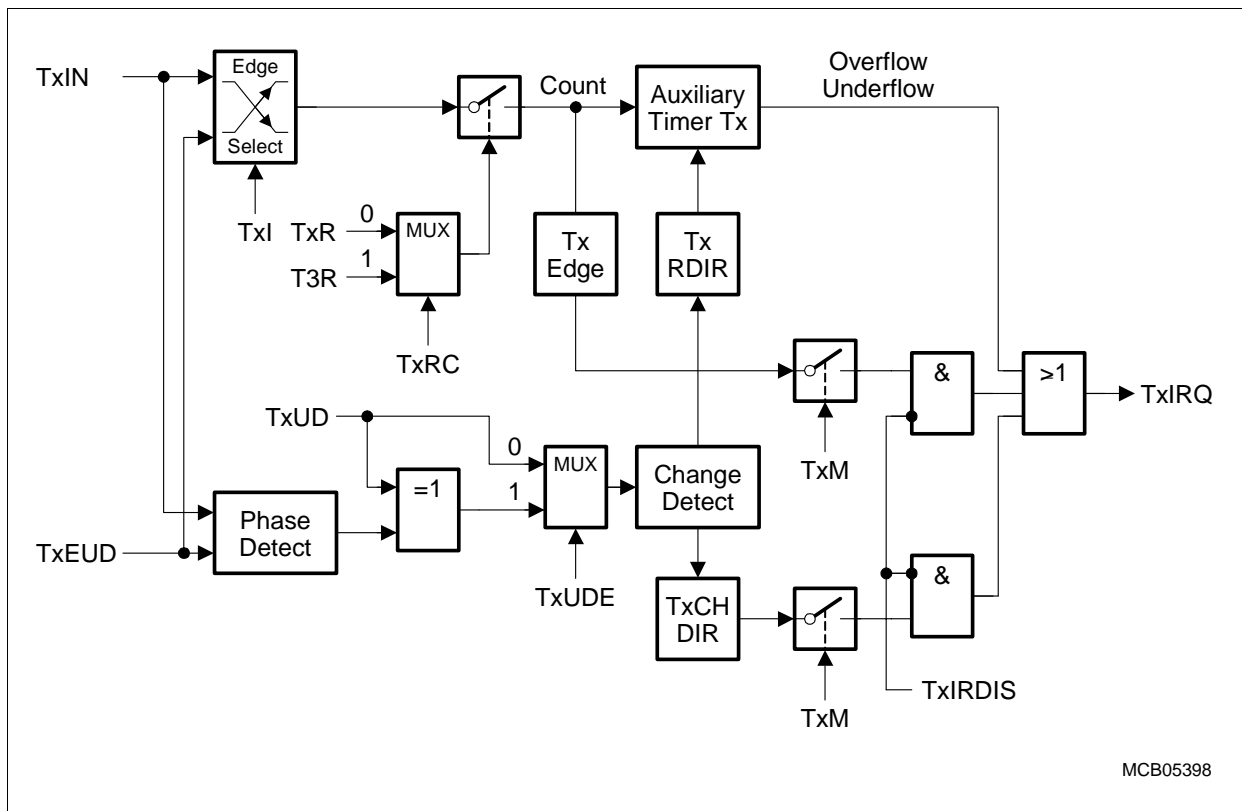 TxIN
Edge
Select
TxI
Count
Auxiliary
Timer Tx
Overflow
Underflow
TxR
0
T3R
1
MUX
TxRC
Tx
Edge
Tx
RDIR
TxM
&
≥1
TxIRQ
TxUD
=1
0
1
MUX
TxUDE
Change
Detect
TxEUD
Phase
Detect
TxCH
DIR
TxM
&
TxIRDIS
MCB05398